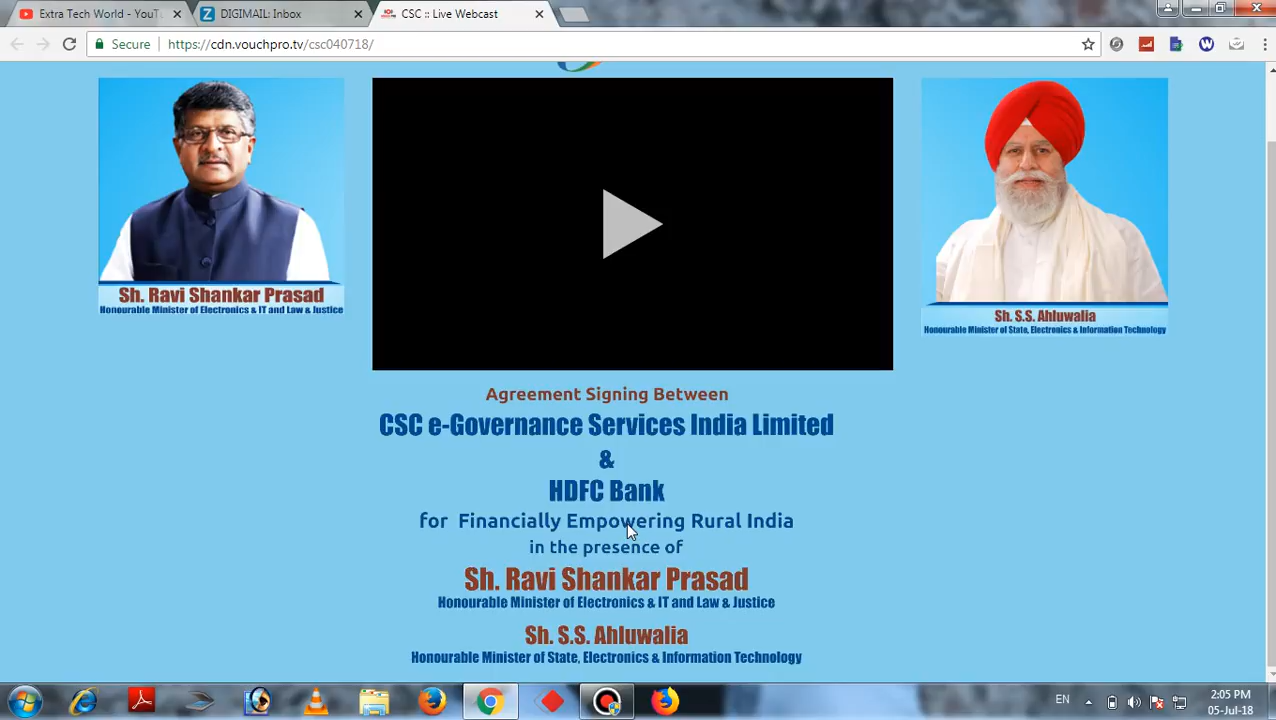 Extra Tech World - YouT
DIGIMAIL: Inbox
CSC :: Live Webcast
Secure
https://cdn.vouchpro.tv/csc040718/
Sh. Ravi Shankar Prasad
Honourable Minister of Electronics & IT and Law & Justice
Sh. S.S. Ahluwalia
Honourable Minister of State, Electronics & Information Technology
Agreement Signing Between
CSC e-Governance Services India Limited
&
HDFC Bank
for Financially Empowering Rural India
in the presence of
Sh. Ravi Shankar Prasad
Honourable Minister of Electronics & IT and Law & Justice
Sh. S.S. Ahluwalia
Honourable Minister of State, Electronics & Information Technology
EN
2:05 PM
05-Jul-18